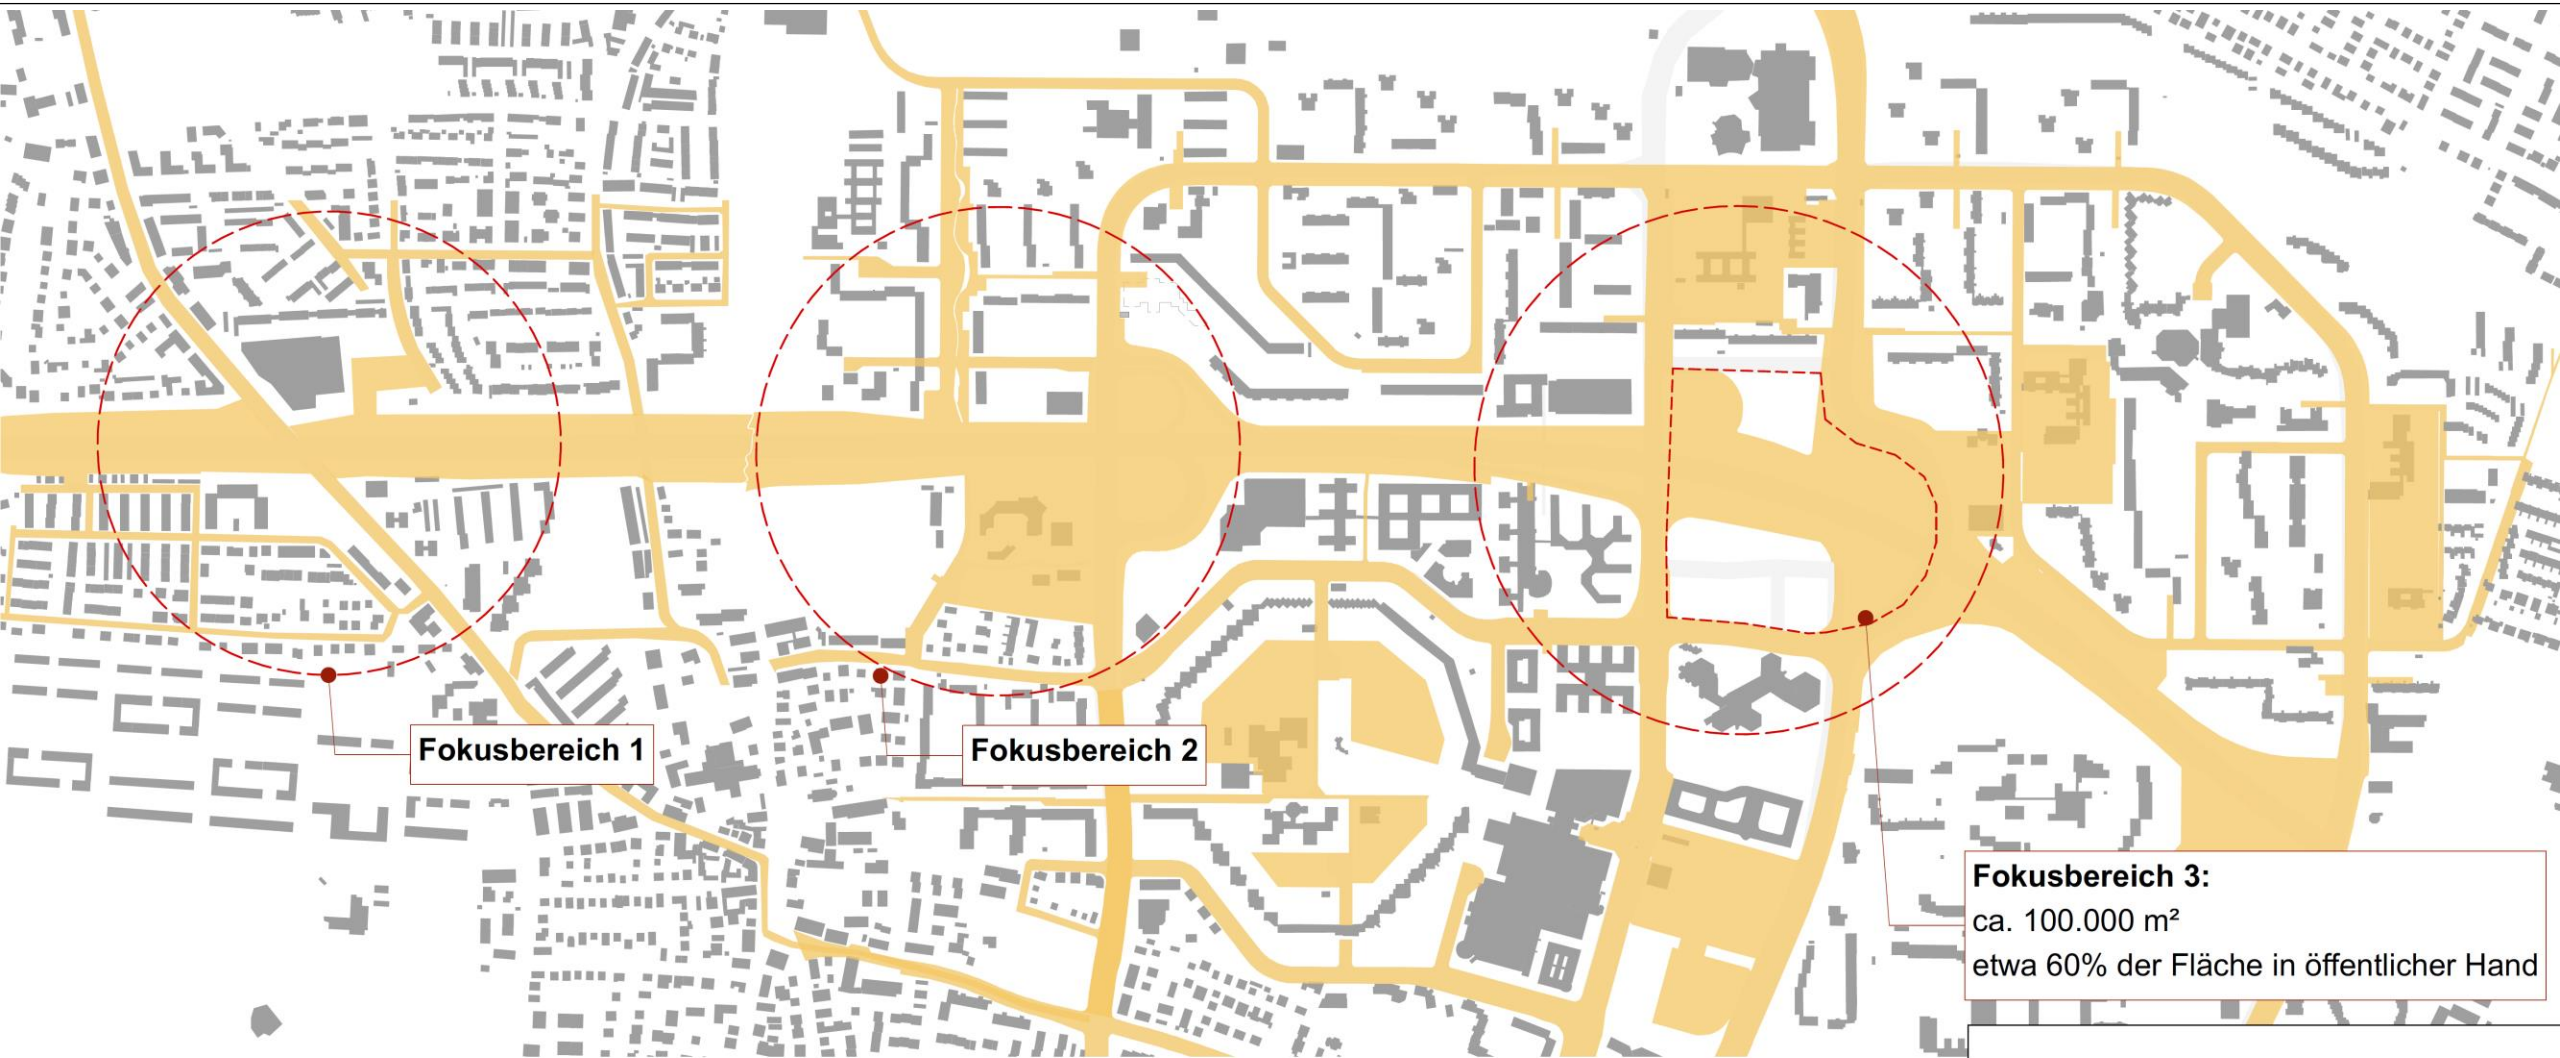 Fokusbereich 1
Fokusbereich 2
Fokusbereich 3:
ca. 100.000 m²
etwa 60% der Fläche in öffentlicher Hand